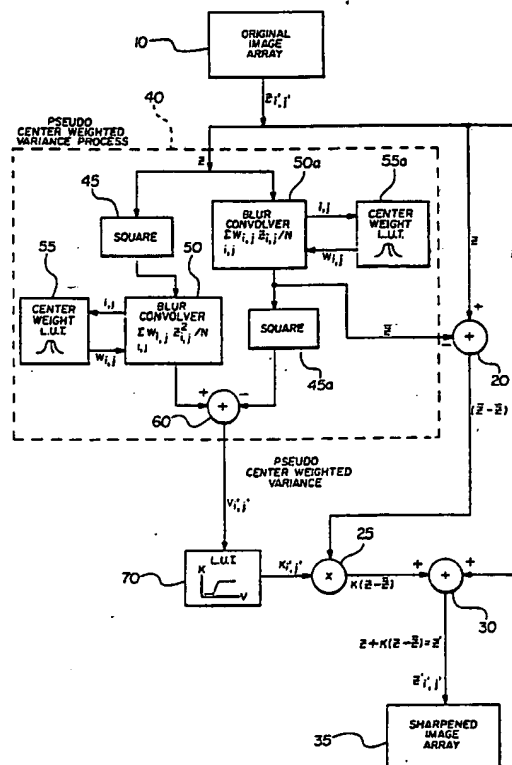 10
ORIGINAL
IMAGE
ARRAY
z i',j'
PSEUDO
CENTER WEIGHTED
VARIANCE PROCESS
40
z
50a
55a
45
SQUARE
BLUR
CONVOLVER
Σ W i,j z i,j / N
i,j
i,j
W i,j
CENTER
WEIGHT
L.U.T.
z
55
50
CENTER
WEIGHT
L.U.T.
i,j
W i,j
BLUR
CONVOLVER
Σ W i,j z² i,j / N
i,j
SQUARE
45a
z̄
+
−
+
20
(z-z̄)
+
−
+
60
PSEUDO
CENTER WEIGHTED
VARIANCE
V i',j'
70
L.U.T.
K
V
K i',j'
25
x
K(z-z̄)
+
+
+
30
z+K(z-z̄)=z'
z' i',j'
35
SHARPENED
IMAGE
ARRAY